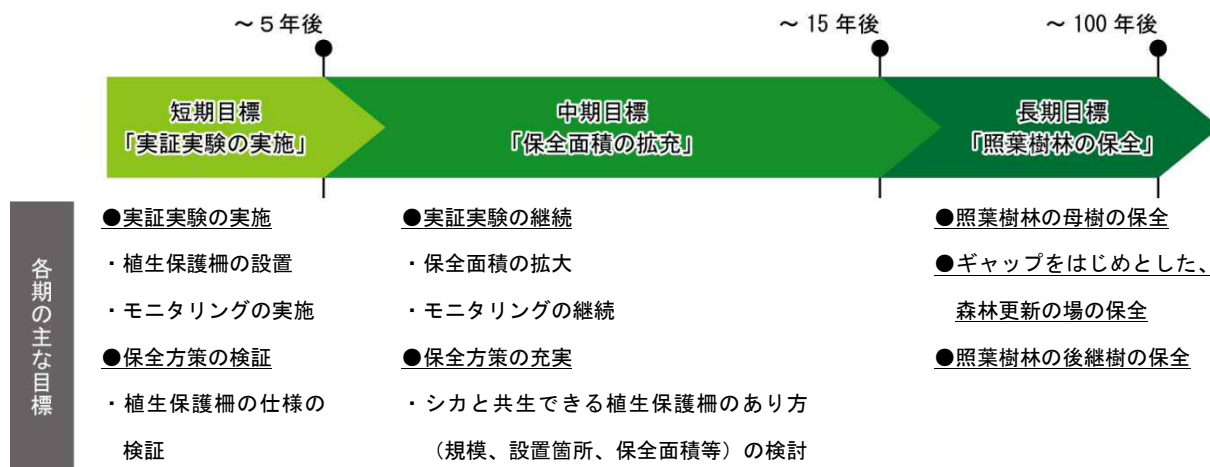 ～５年後
～15年後
～100年後
短期目標
「実証実験の実施」
中期目標
「保全面積の拡充」
長期目標
「照葉樹林の保全」
各期の主な目標
●実証実験の実施
・植生保護柵の設置
・モニタリングの実施
●保全方策の検証
・植生保護柵の仕様の
検証
●実証実験の継続
・保全面積の拡大
・モニタリングの継続
●保全方策の充実
・シカと共生できる植生保護柵のあり方
（規模、設置箇所、保全面積等）の検討
●照葉樹林の母樹の保全
●ギャップをはじめとした、
森林更新の場の保全
●照葉樹林の後継樹の保全